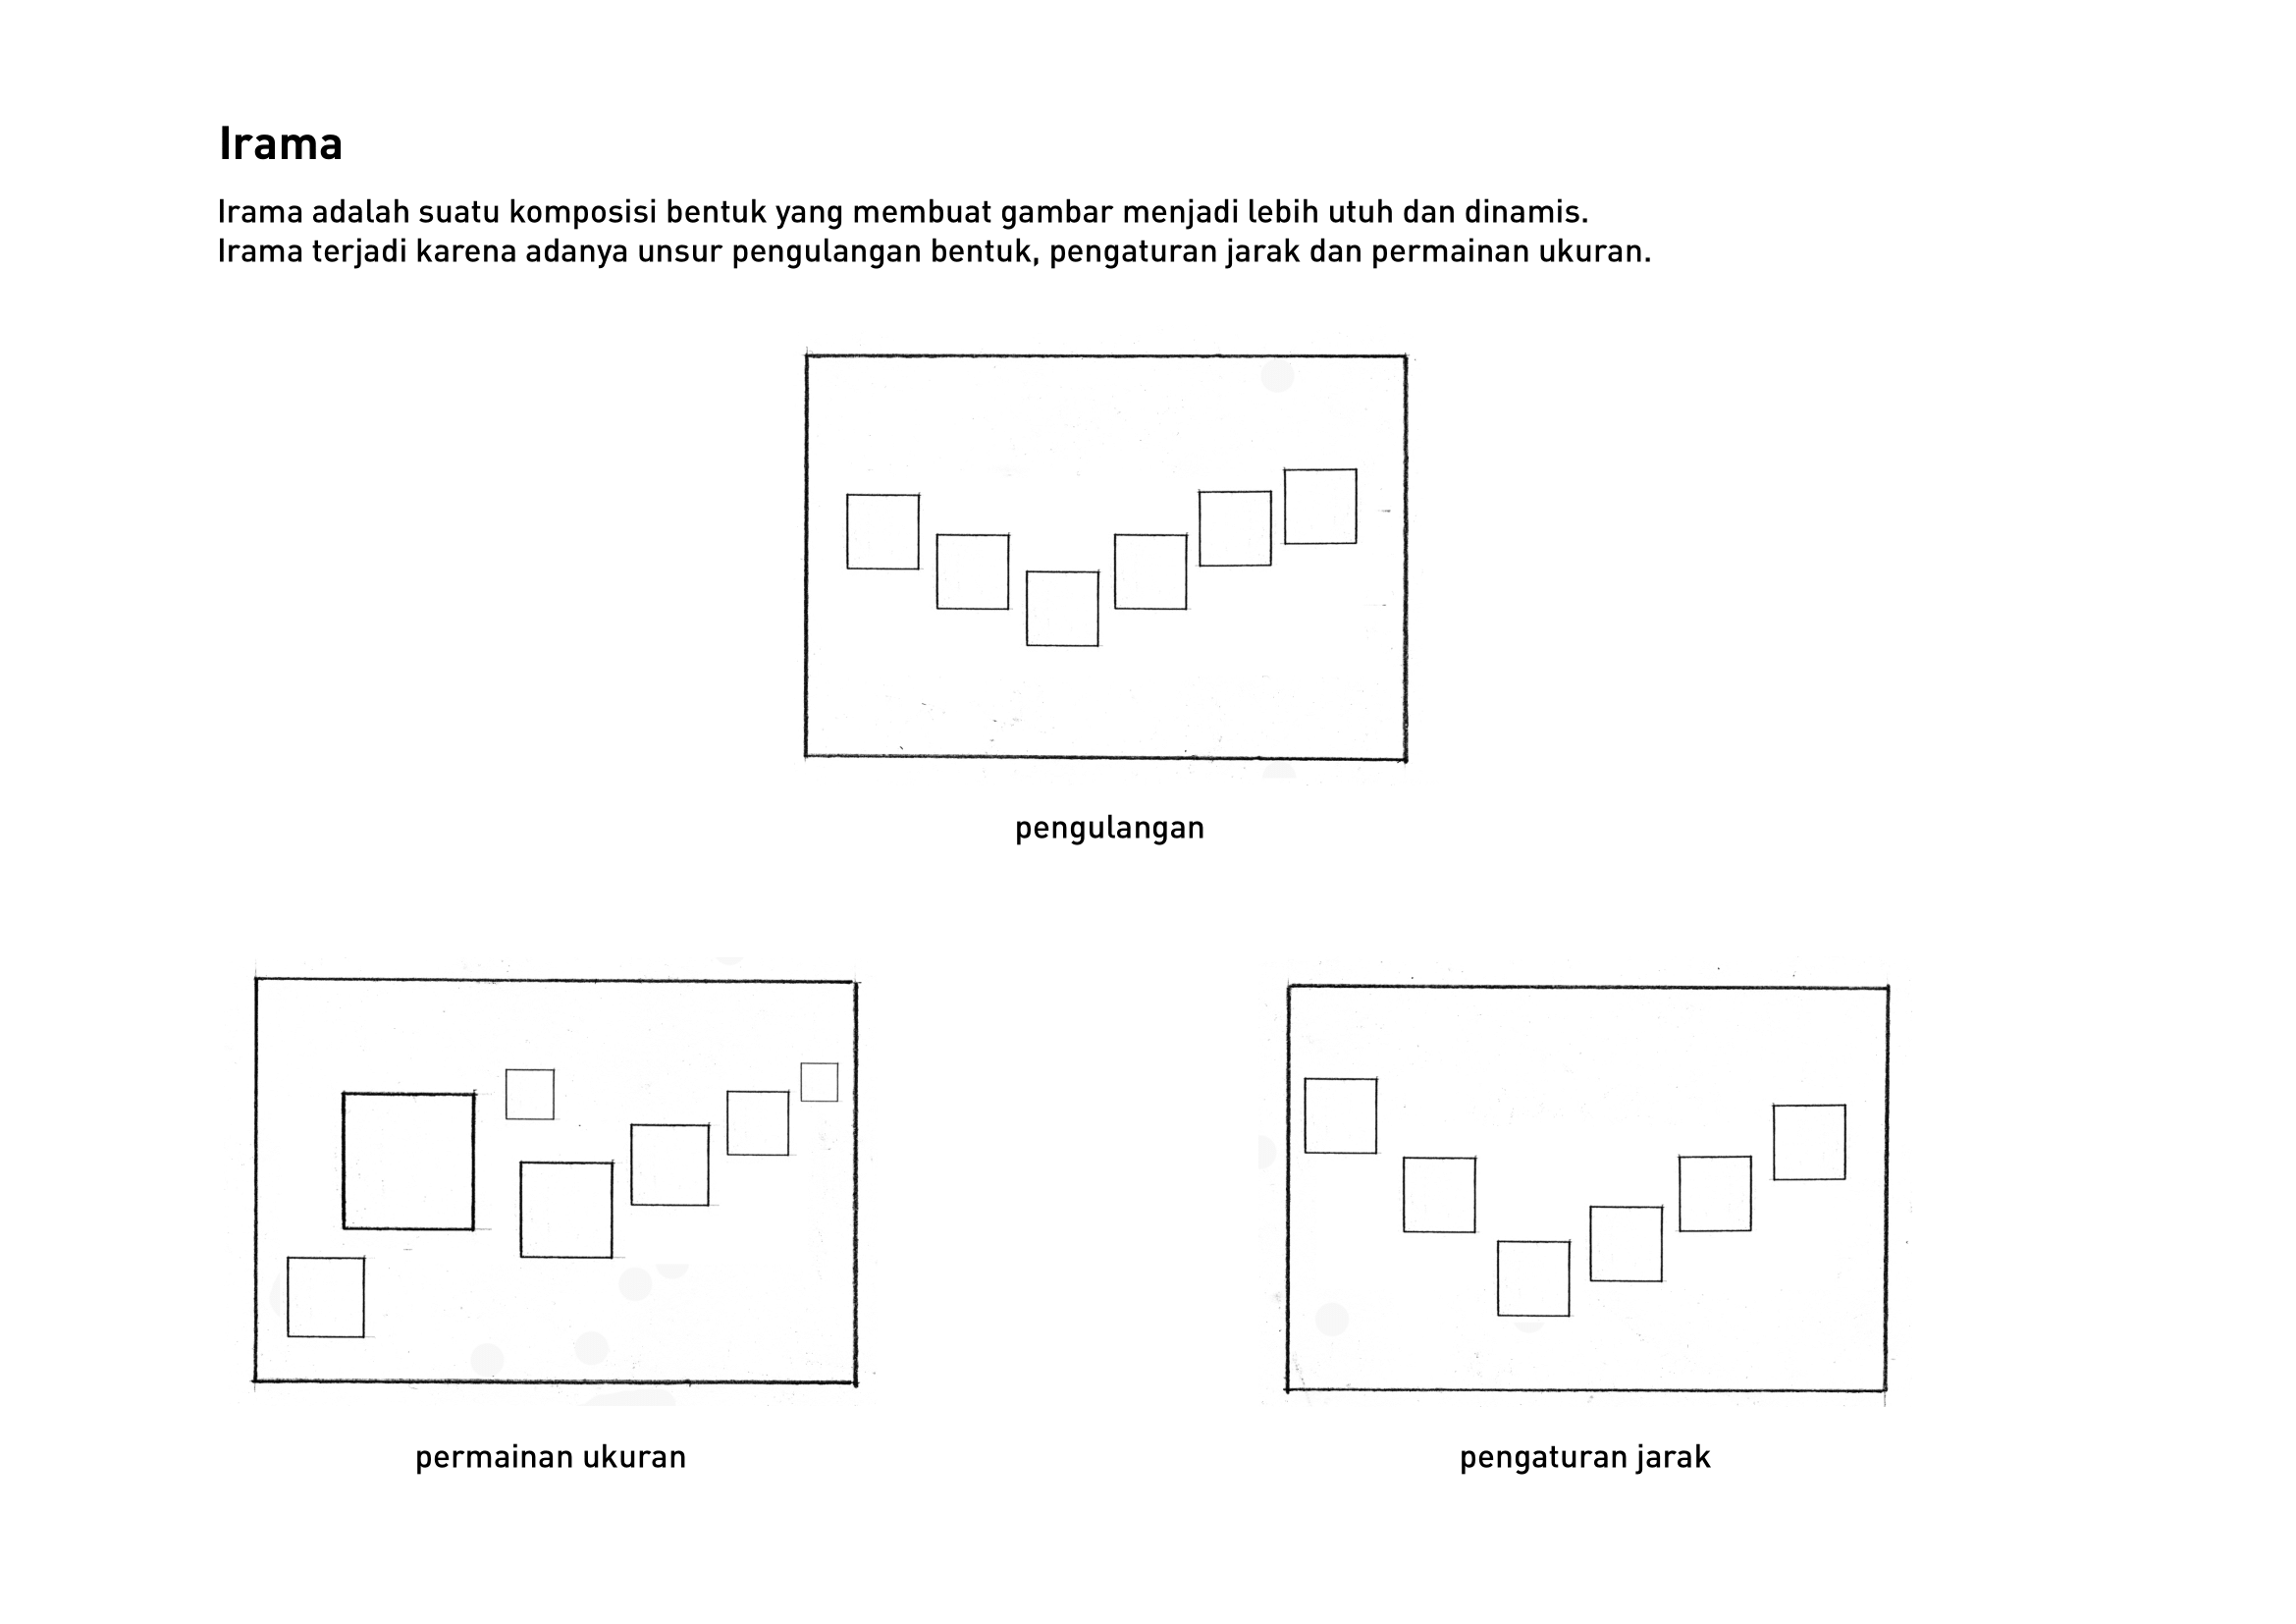 Irama
Irama adalah suatu komposisi bentuk yang membuat gambar menjadi lebih utuh dan dinamis.
Irama terjadi karena adanya unsur pengulangan bentuk, pengaturan jarak dan permainan ukuran.
pengulangan
permainan ukuran
pengaturan jarak